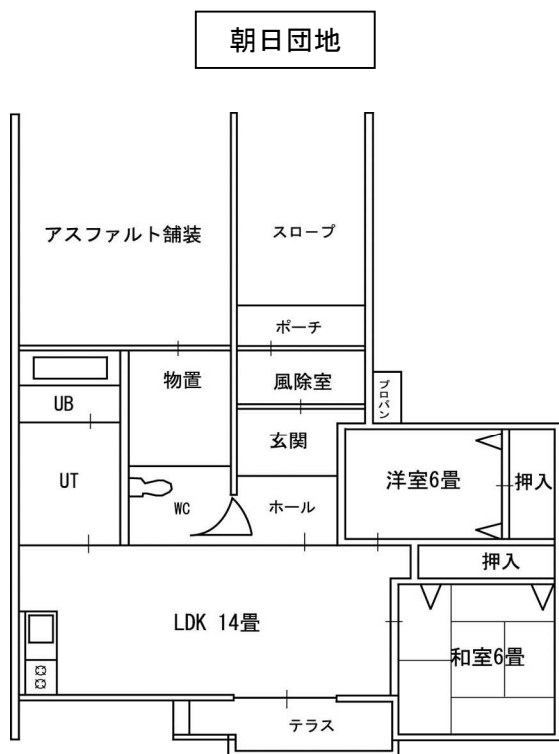 朝日団地
アスファルト舗装
スロープ
ポーチ
物置
風除室
プロパン
UB
玄関
UT
洋室6畳
押入
WC
ホール
押入
LDK 14畳
和室6畳
テラス